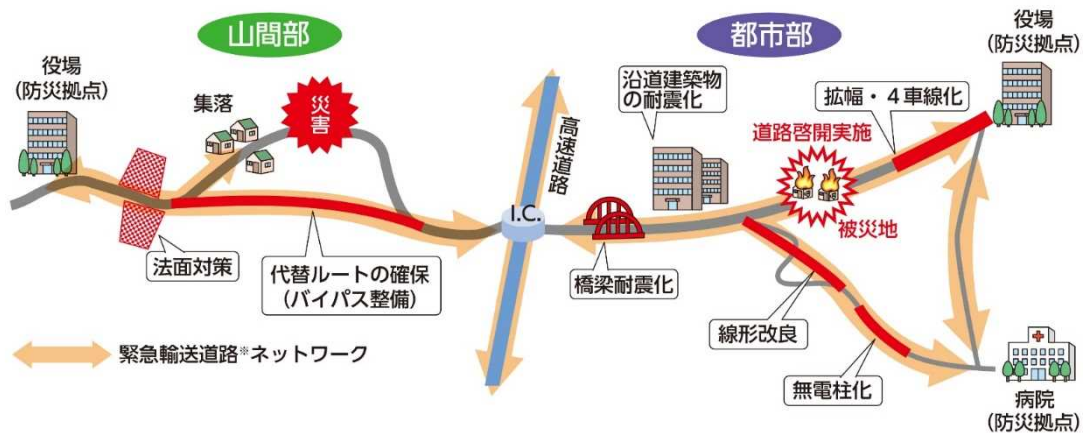 山間部
都市部
役場
(防災拠点)
集落
災害
高速道路
沿道建築物
の耐震化
拡幅・4車線化
役場
(防災拠点)
道路啓開実施
被災地
I.C.
法面対策
代替ルートの確保
(バイパス整備)
橋梁耐震化
線形改良
無電柱化
緊急輸送道路※ネットワーク
病院
(防災拠点)